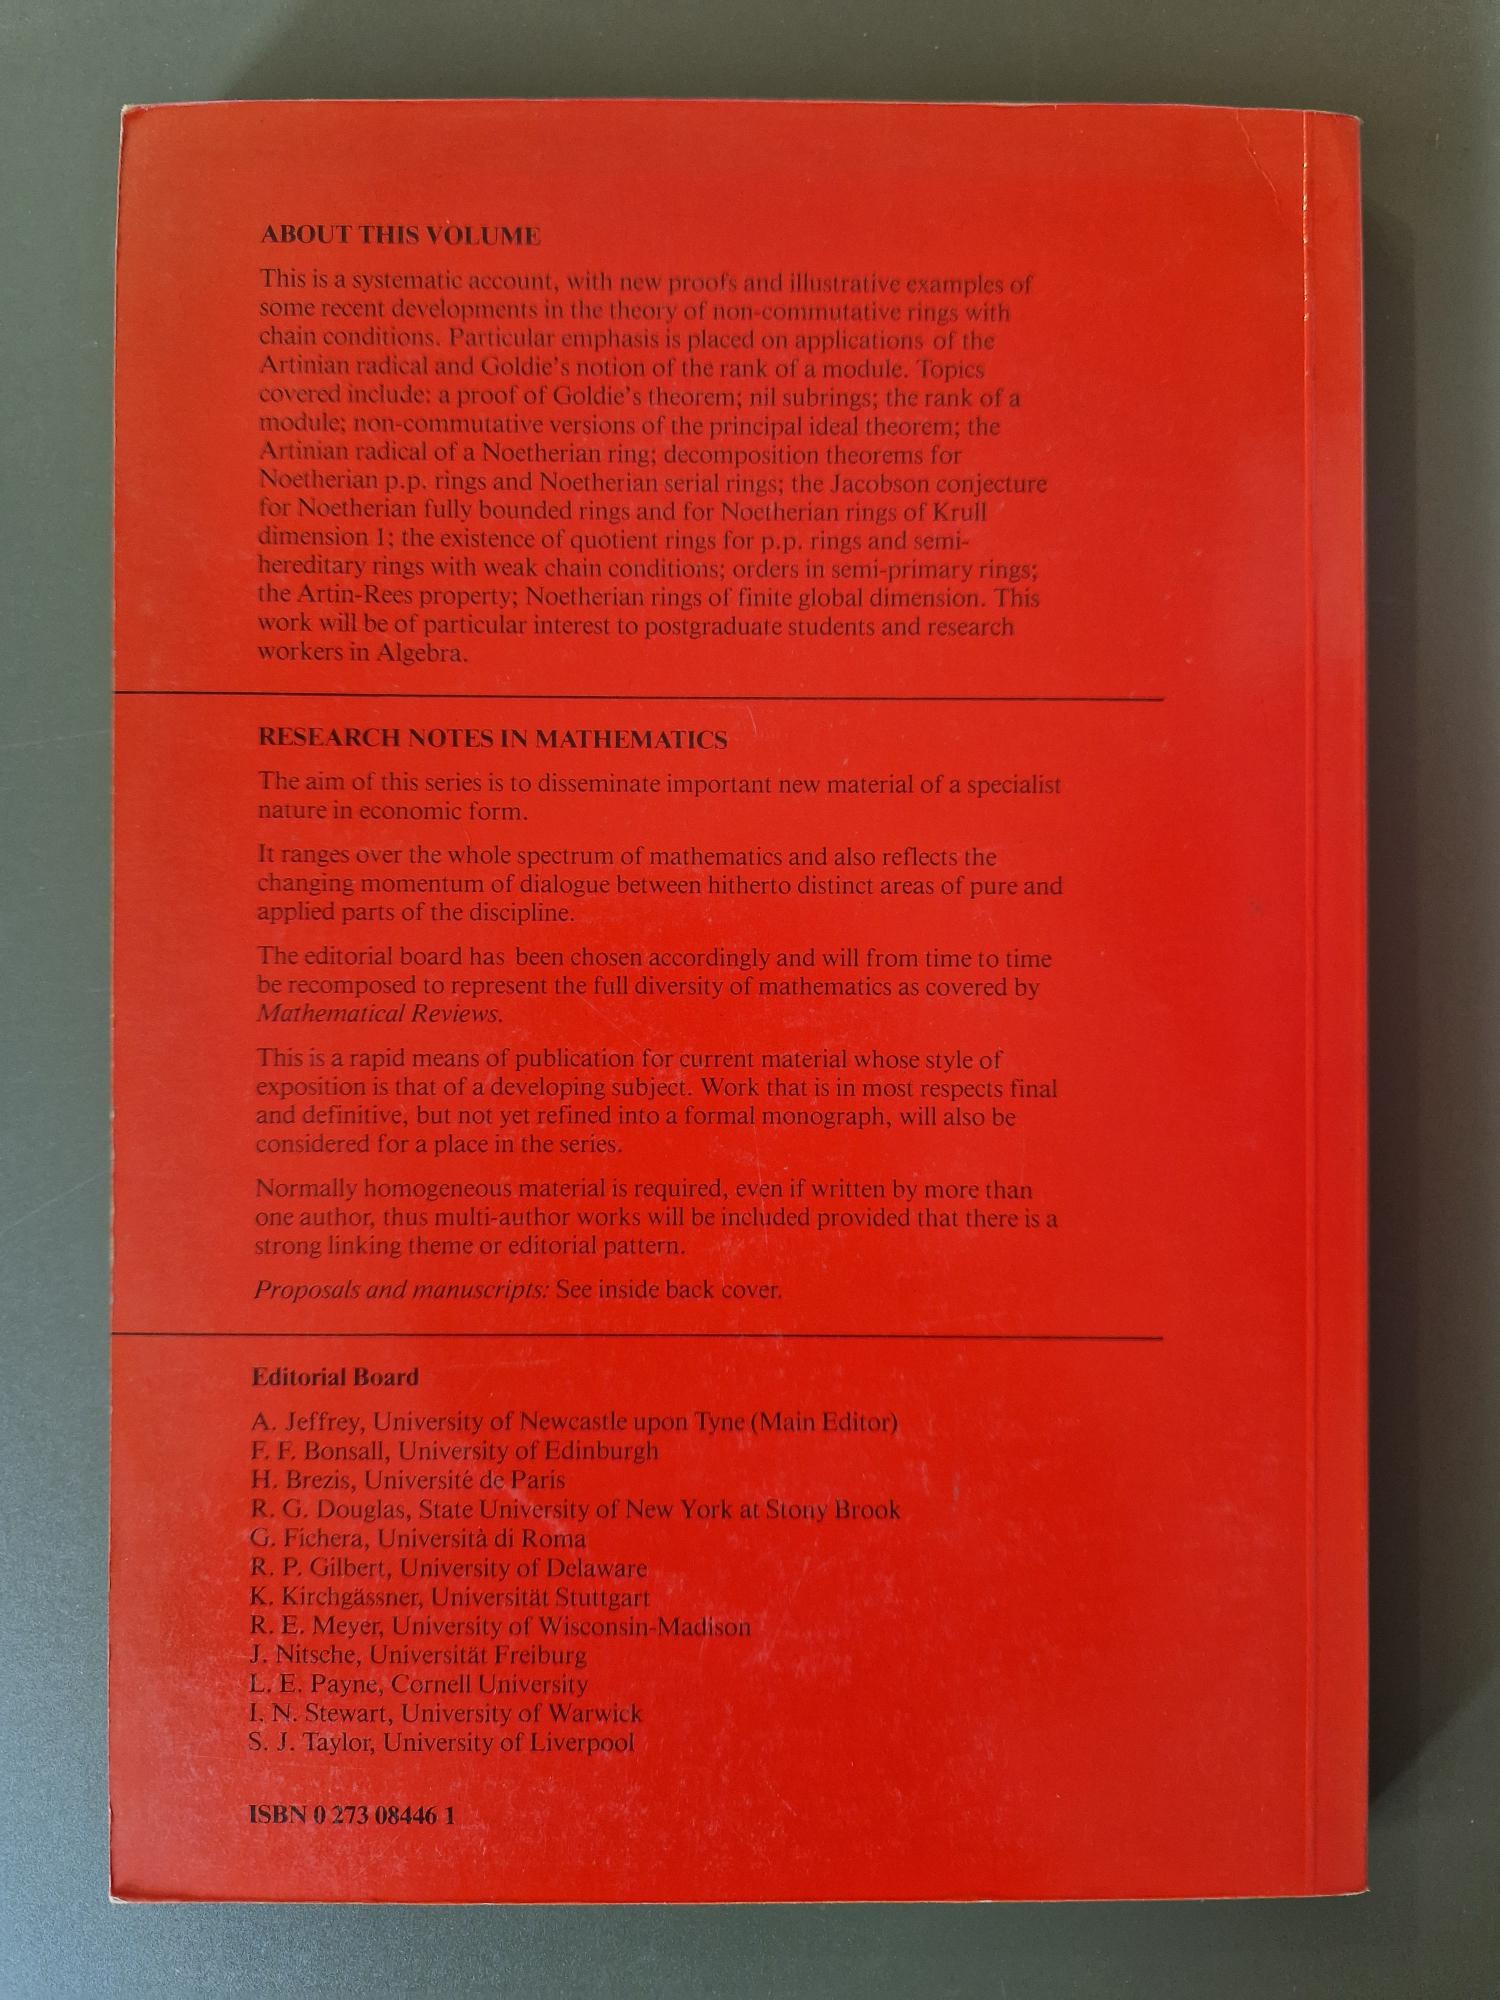 ABOUT THIS VOLUME
This is a systematic account, with new proofs and illustrative examples of
some recent developments in the theory of non-commutative rings with
chain conditions. Particular emphasis is placed on applications of the
Artinian radical and Goldie's notion of the rank of a module. Topics
covered include: a proof of Goldie's theorem; nil subrings; the rank of a
module; non-commutative versions of the principal ideal theorem; the
Artinian radical of a Noetherian ring; decomposition theorems for
Noetherian p.p. rings and Noetherian serial rings; the Jacobson conjecture
for Noetherian fully bounded rings and for Noetherian rings of Krull
dimension 1; the existence of quotient rings for p.p. rings and semi-
hereditary rings with weak chain conditions; orders in semi-primary rings;
the Artin-Rees property; Noetherian rings of finite global dimension. This
work will be of particular interest to postgraduate students and research
workers in Algebra.
RESEARCH NOTES IN MATHEMATICS
The aim of this series is to disseminate important new material of a specialist
nature in economic form.
It ranges over the whole spectrum of mathematics and also reflects the
changing momentum of dialogue between hitherto distinct areas of pure and
applied parts of the discipline.
The editorial board has been chosen accordingly and will from time to time
be recomposed to represent the full diversity of mathematics as covered by
Mathematical Reviews.
This is a rapid means of publication for current material whose style of
exposition is that of a developing subject. Work that is in most respects final
and definitive, but not yet refined into a formal monograph, will also be
considered for a place in the series.
Normally homogeneous material is required, even if written by more than
one author, thus multi-author works will be included provided that there is a
strong linking theme or editorial pattern.
Proposals and manuscripts: See inside back cover.
Editorial Board
A. Jeffrey, University of Newcastle upon Tyne (Main Editor)
F. F. Bonsall, University of Edinburgh
H. Brezis, Université de Paris
R. G. Douglas, State University of New York at Stony Brook
G. Fichera, Università di Roma
R. P. Gilbert, University of Delaware
K. Kirchgässner, Universität Stuttgart
R. E. Meyer, University of Wisconsin-Madison
J. Nitsche, Universität Freiburg
L. E. Payne, Cornell University
I. N. Stewart, University of Warwick
S. J. Taylor, University of Liverpool
ISBN 0 273 08446 1